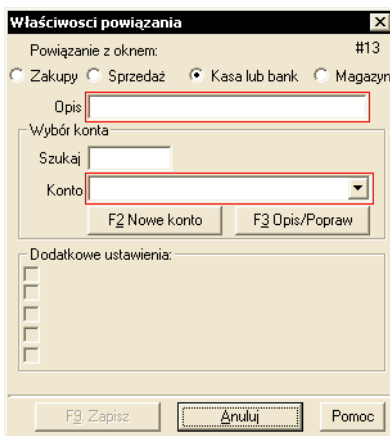 Właściwosci powiązania
Powiązanie z oknem: #13
Zakupy Sprzedaż Kasa lub bank Magazyn
Opis
Wybór konta
Szukaj
Konto
F2 Nowe konto F3 Opis/Popraw
Dodatkowe ustawienia:
F9. Zapisz Anuluj Pomoc